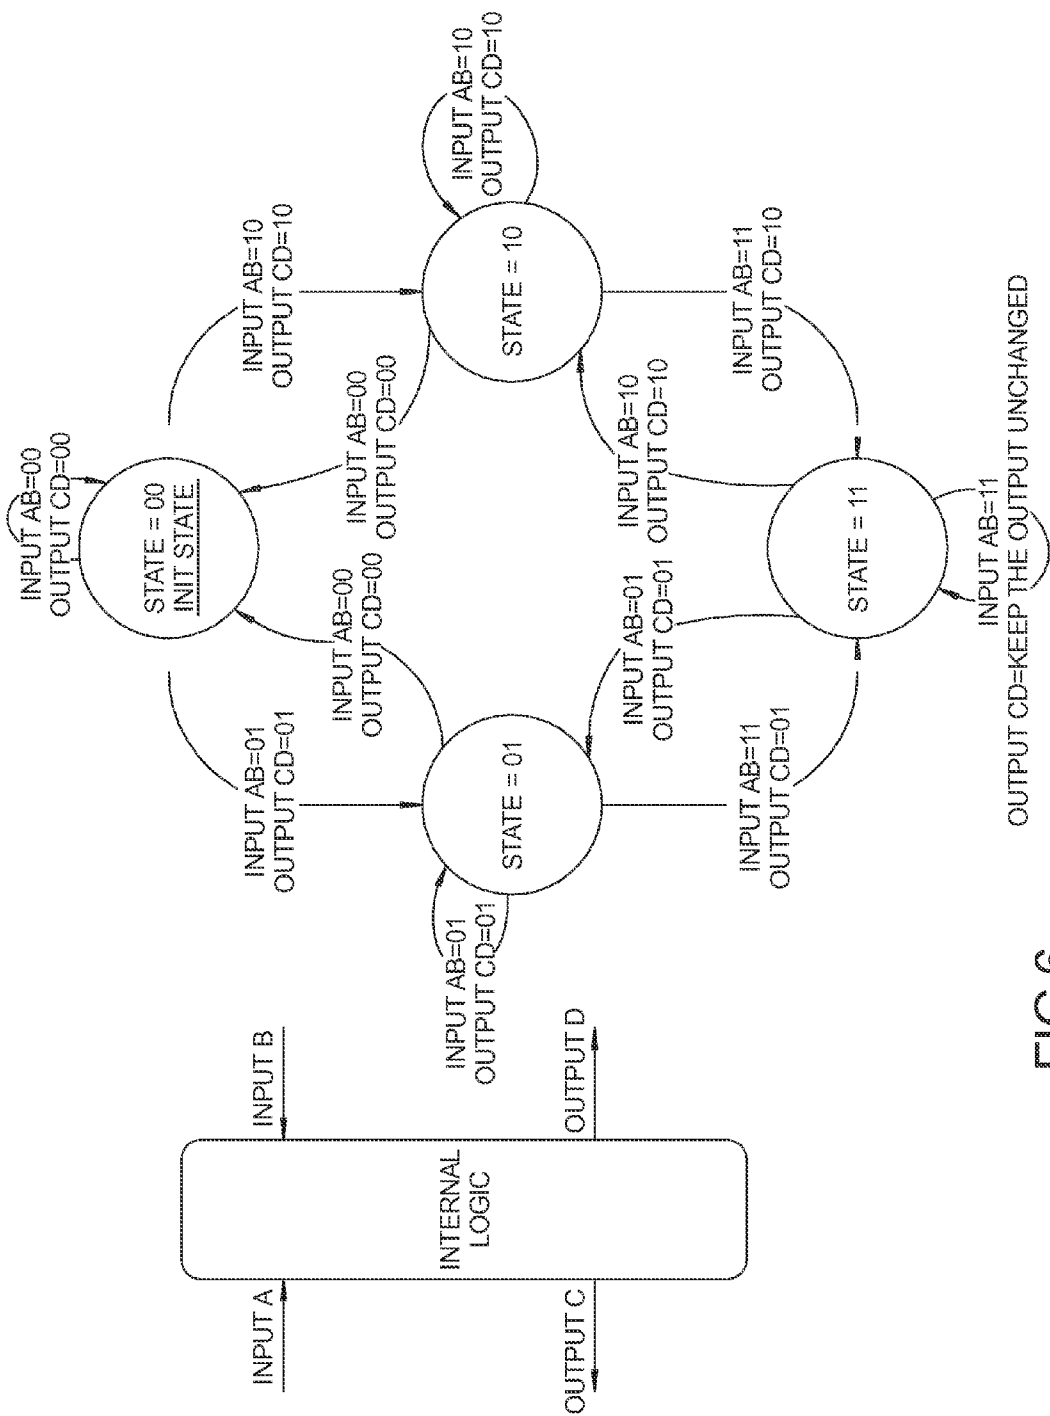 INPUT A
INPUT B
INTERNAL
LOGIC
OUTPUT C
OUTPUT D
INPUT AB=00
OUTPUT CD=00
STATE = 00
INIT STATE
INPUT AB=01
OUTPUT CD=01
INPUT AB=00
OUTPUT CD=00
INPUT AB=00
OUTPUT CD=00
INPUT AB=10
OUTPUT CD=10
INPUT AB=01
OUTPUT CD=01
STATE = 01
STATE = 10
INPUT AB=10
OUTPUT CD=10
INPUT AB=11
OUTPUT CD=01
INPUT AB=01
OUTPUT CD=01
INPUT AB=10
OUTPUT CD=10
INPUT AB=11
OUTPUT CD=10
STATE = 11
INPUT AB=11
OUTPUT CD=KEEP THE OUTPUT UNCHANGED